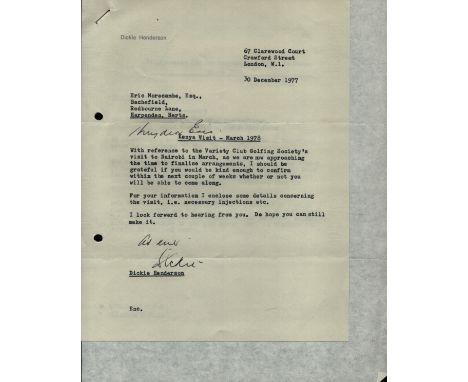 Dickie Henderson
67 Clarewood Court
Crawford Street
London, W.1.
30 December 1977
Eric Morecambe, Esq.,
Bachefield,
Redbourne Lane,
Harpenden, Herts.
My dear Eric
Kenya Visit - March 1978
With reference to the Variety Club Golfing Society's
visit to Nairobi in March, as we are now approaching
the time to finalise arrangements, I should be
grateful if you would be kind enough to confirm
within the next couple of weeks whether or not you
will be able to come along.
For your information I enclose some details concerning
the visit, i.e. necessary injections etc.
I look forward to hearing from you. Do hope you can still
make it.
As ever
Dickie
Dickie Henderson
Enc.